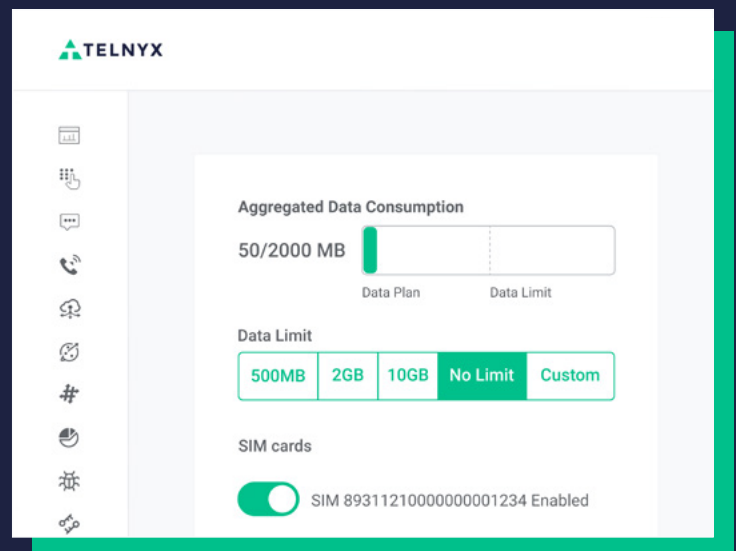 TELNYX
Aggregated Data Consumption
50/2000 MB
Data Plan Data Limit
Data Limit
500MB 2GB 10GB No Limit Custom
SIM cards
SIM 89311210000000001234 Enabled